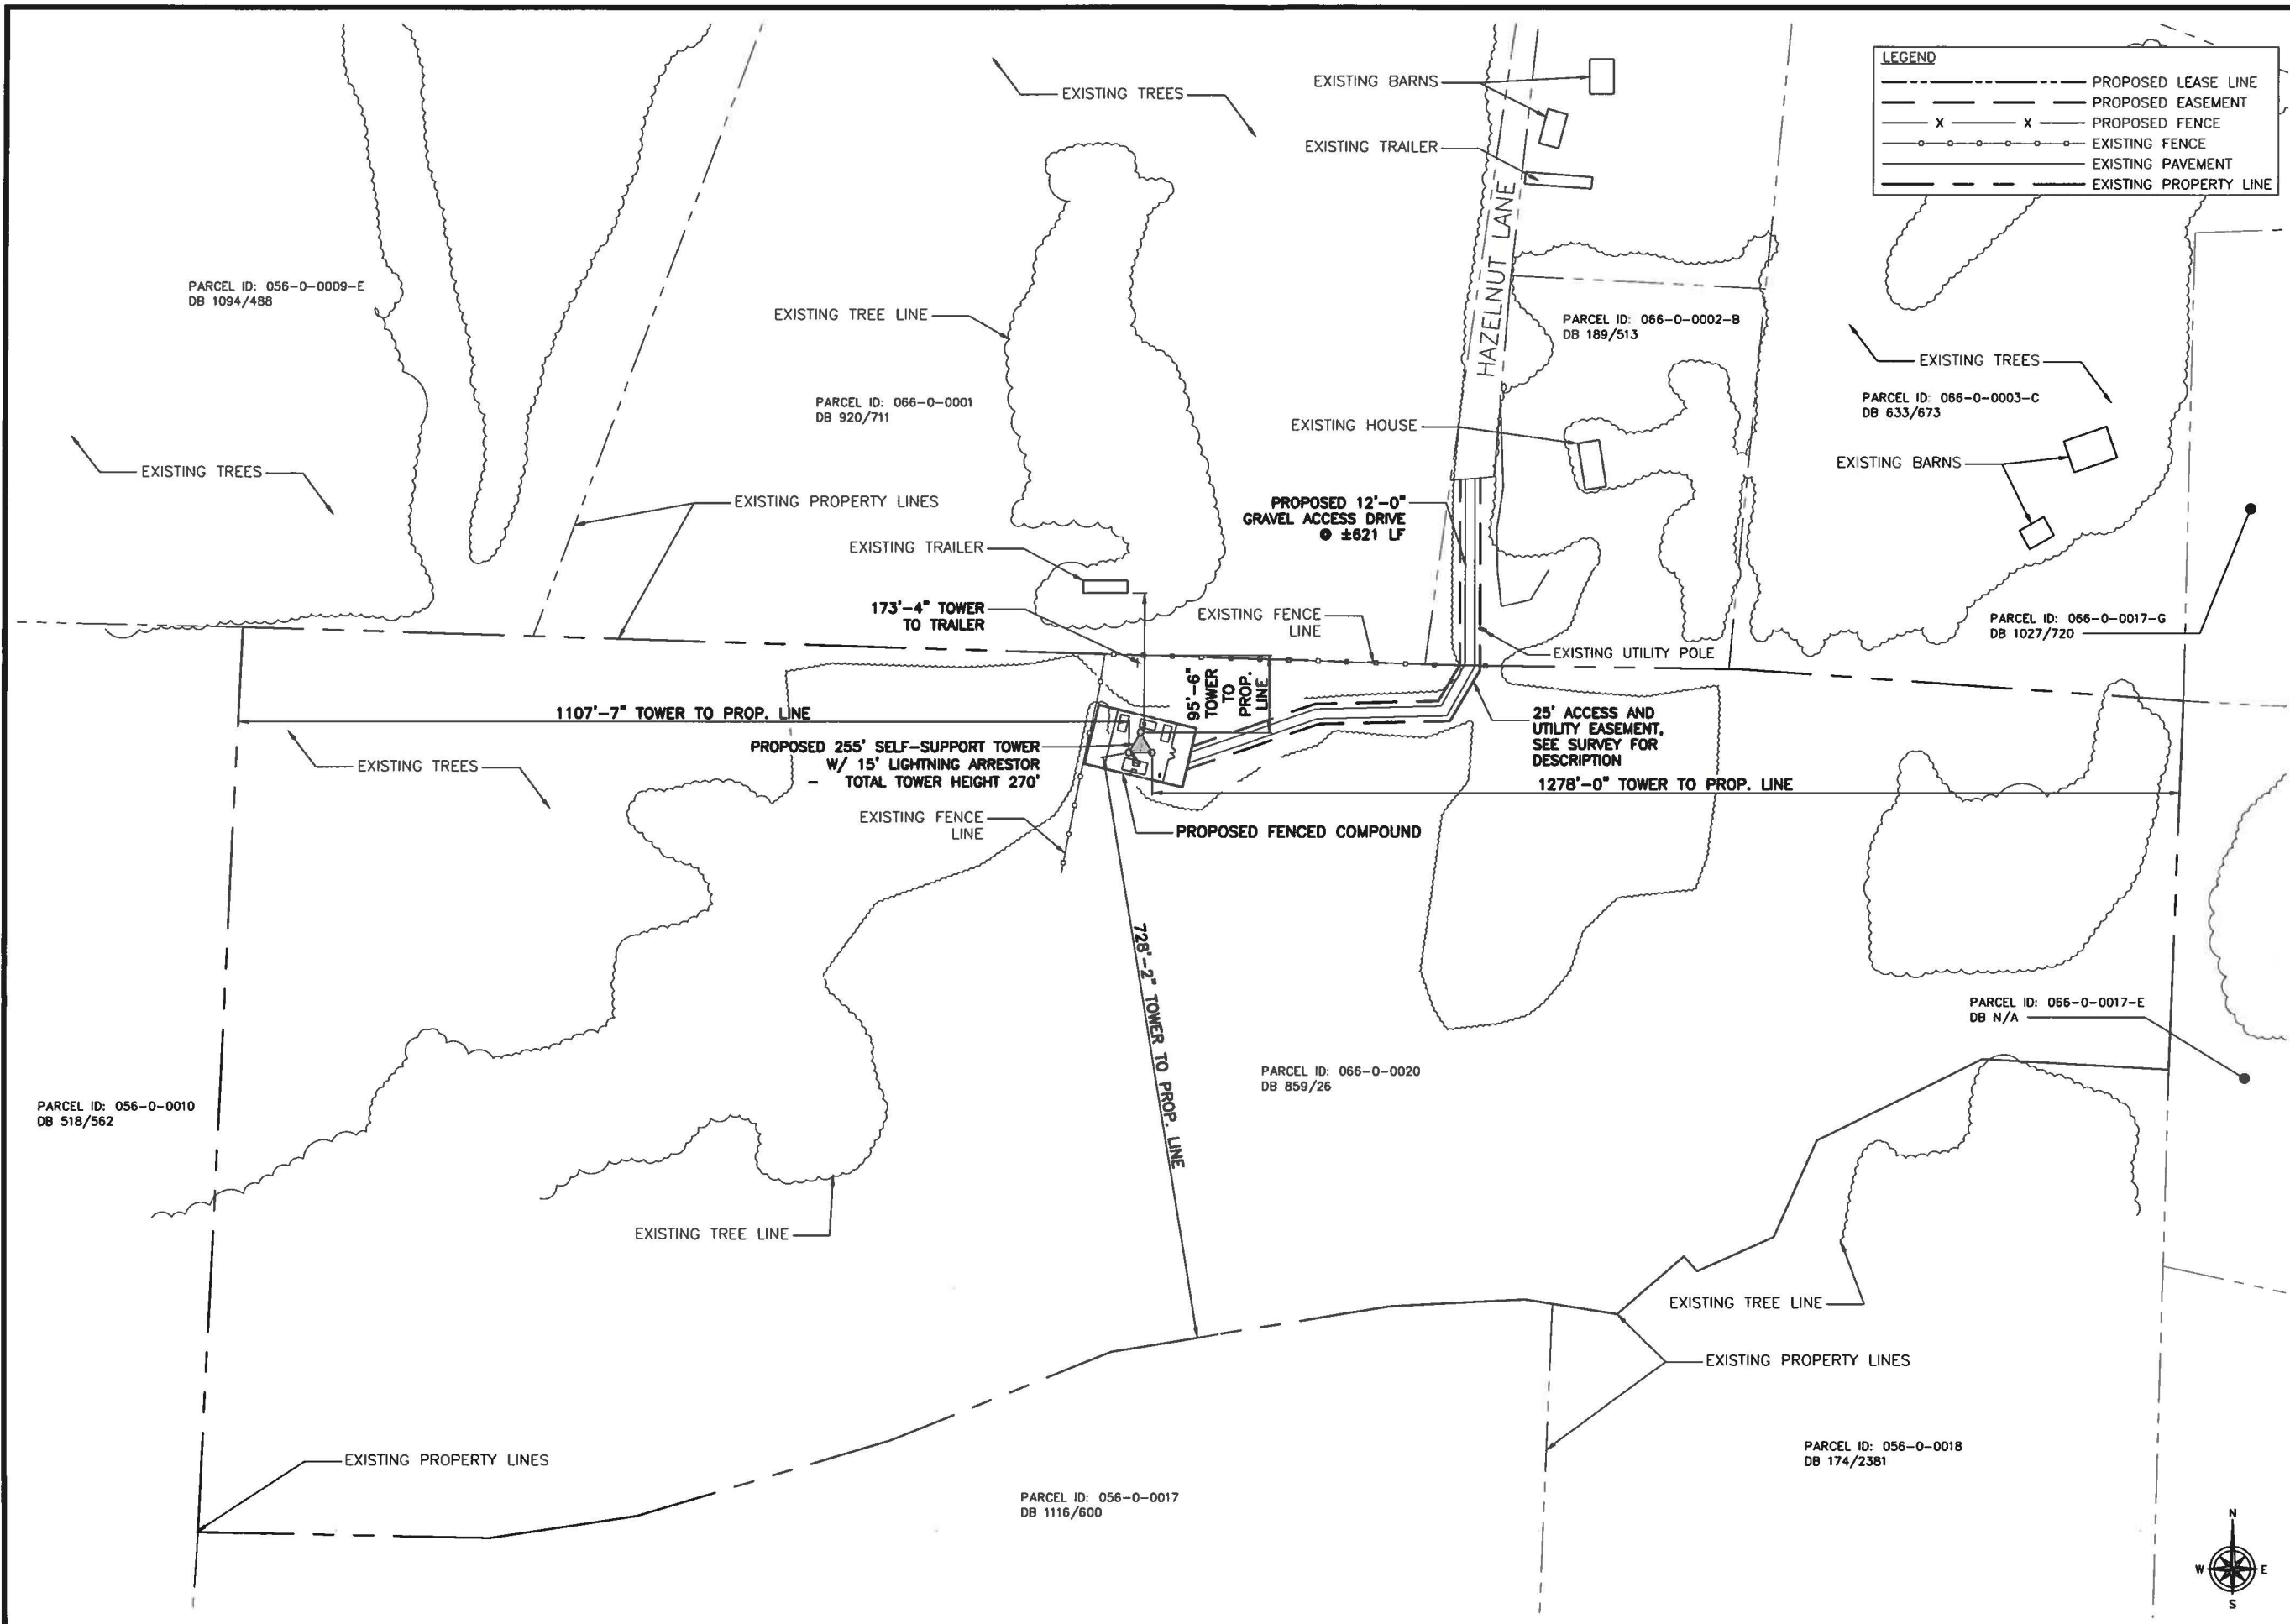 LEGEND
PROPOSED LEASE LINE
PROPOSED EASEMENT
X X PROPOSED FENCE
EXISTING FENCE
EXISTING PAVEMENT
EXISTING PROPERTY LINE
EXISTING TREES
EXISTING BARNS
EXISTING TRAILER
HAZELNUT LANE
PARCEL ID: 056-0-0009-E
DB 1094/488
EXISTING TREE LINE
PARCEL ID: 066-0-0002-B
DB 189/513
EXISTING TREES
PARCEL ID: 066-0-0001
DB 920/711
PARCEL ID: 066-0-0003-C
DB 633/673
EXISTING HOUSE
EXISTING BARNS
EXISTING TREES
EXISTING PROPERTY LINES
PROPOSED 12'-0"
GRAVEL ACCESS DRIVE
@ ±621 LF
EXISTING TRAILER
173'-4" TOWER
TO TRAILER
EXISTING FENCE
LINE
PARCEL ID: 066-0-0017-G
DB 1027/720
EXISTING UTILITY POLE
95'-6"
TOWER
TO
PROP.
LINE
1107'-7" TOWER TO PROP. LINE
25' ACCESS AND
UTILITY EASEMENT,
SEE SURVEY FOR
DESCRIPTION
PROPOSED 255' SELF-SUPPORT TOWER
W/ 15' LIGHTNING ARRESTOR
- TOTAL TOWER HEIGHT 270'
EXISTING TREES
1278'-0" TOWER TO PROP. LINE
EXISTING FENCE
LINE
PROPOSED FENCED COMPOUND
728'-2" TOWER TO PROP. LINE
PARCEL ID: 066-0-0017-E
DB N/A
PARCEL ID: 066-0-0020
DB 859/26
PARCEL ID: 056-0-0010
DB 518/562
EXISTING TREE LINE
EXISTING TREE LINE
EXISTING PROPERTY LINES
EXISTING PROPERTY LINES
PARCEL ID: 056-0-0018
DB 174/2381
PARCEL ID: 056-0-0017
DB 1116/600
N
W E
S